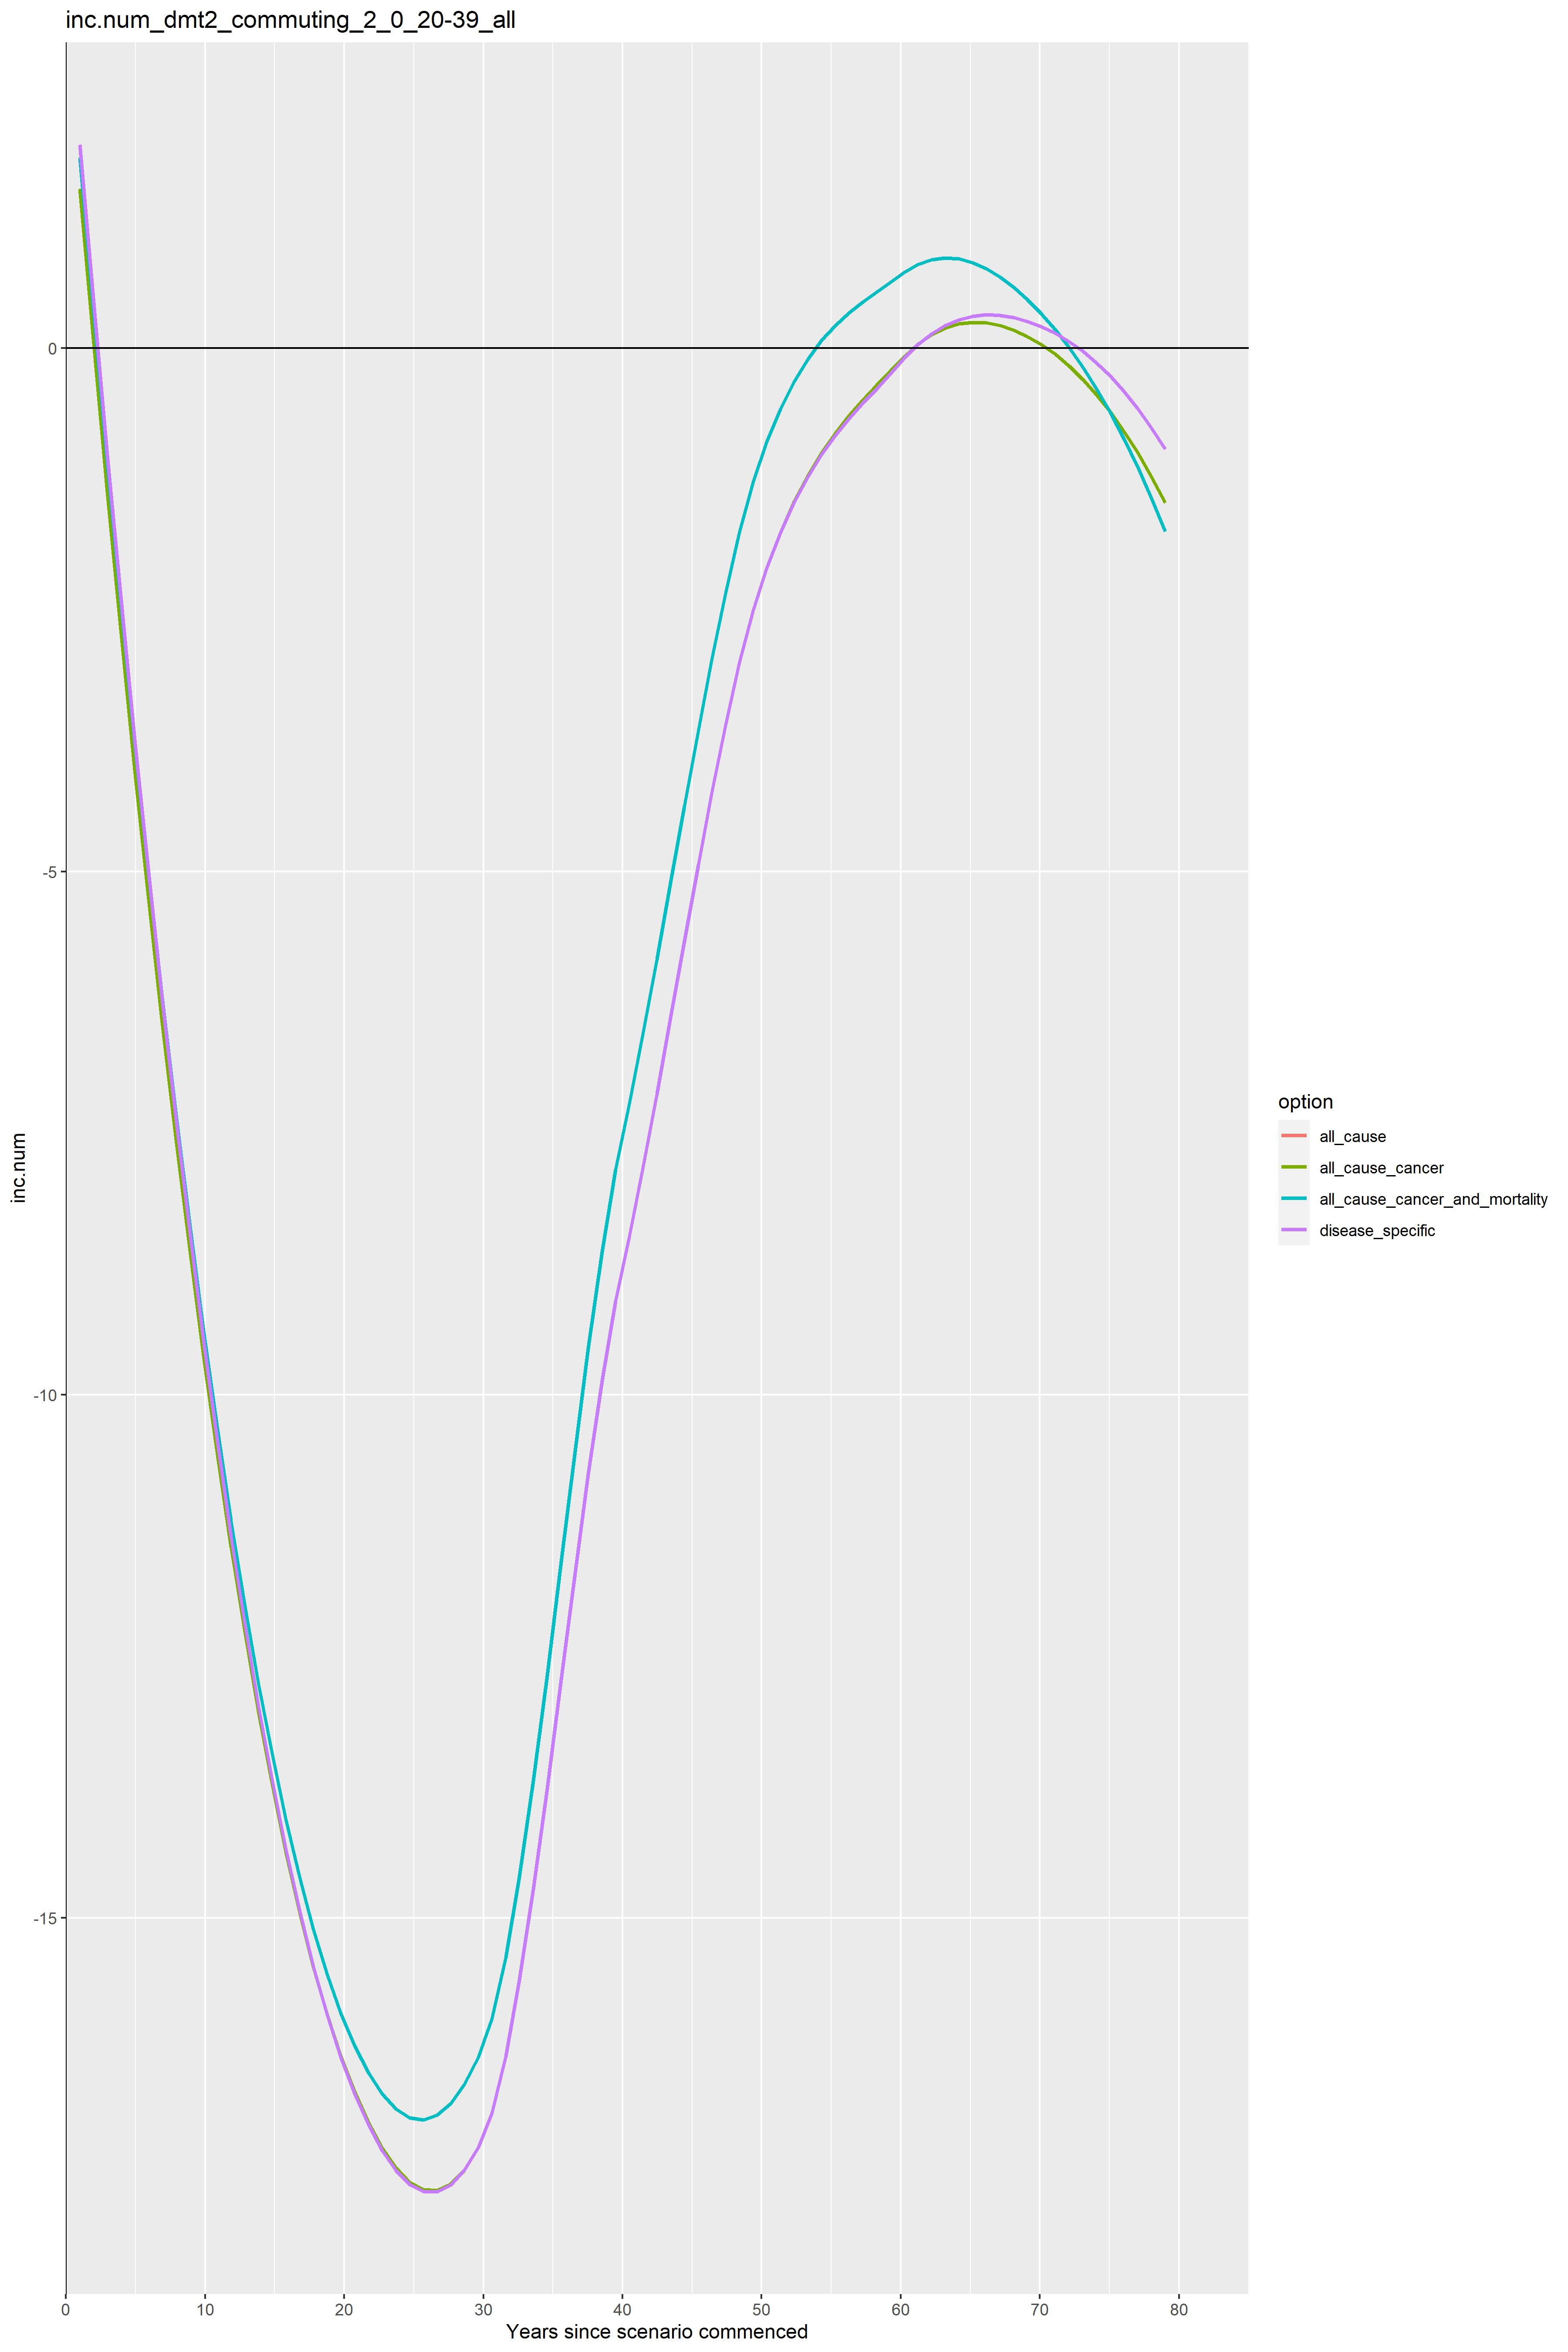 inc.num_dmt2_commuting_2_0_20-39_all
0
-5
-10
-15
inc.num
0 10 20 30 40 50 60 70 80
Years since scenario commenced
option
all_cause
all_cause_cancer
all_cause_cancer_and_mortality
disease_specific